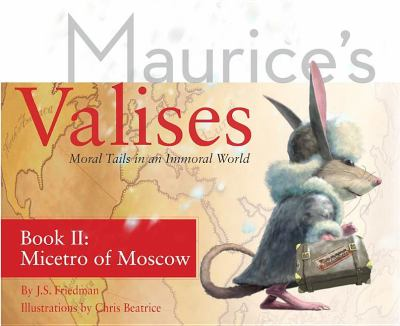 Maurice's
Valises
Moral Tails in an Immoral World
Book II:
Micetro of Moscow
By J.S. Friedman
Illustrations by Chris Beatrice